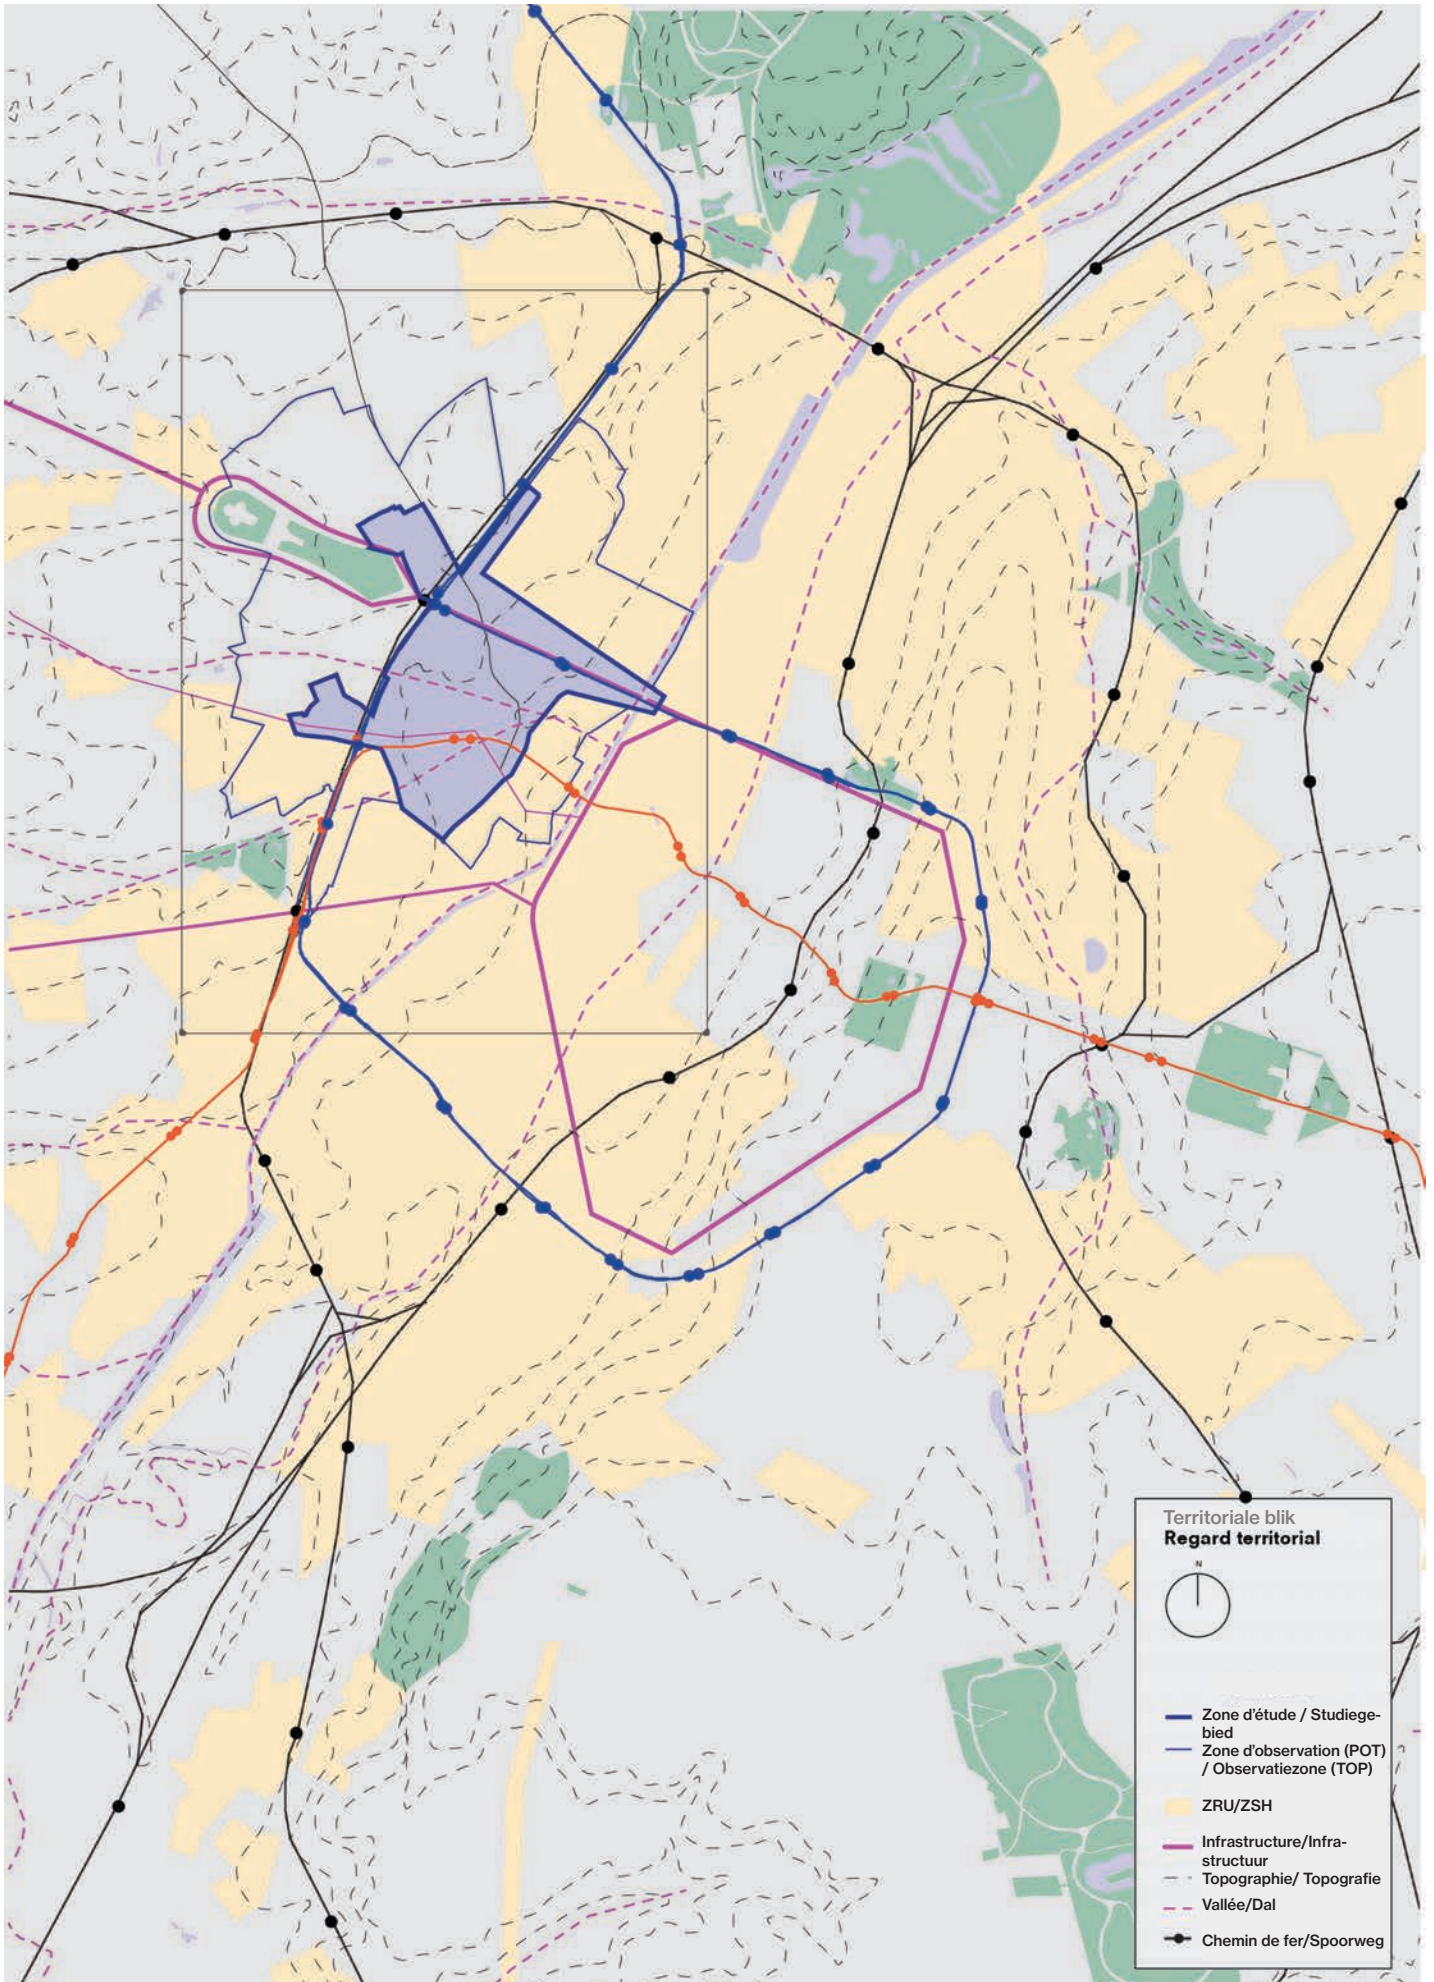 Territoriale blik
Regard territorial
N
Zone d'étude / Studiege-
bied
Zone d'observation (POT)
/ Observatiezone (TOP)
ZRU/ZSH
Infrastructure/Infra-
structuur
Topographie/ Topografie
Vallée/Dal
Chemin de fer/Spoorweg